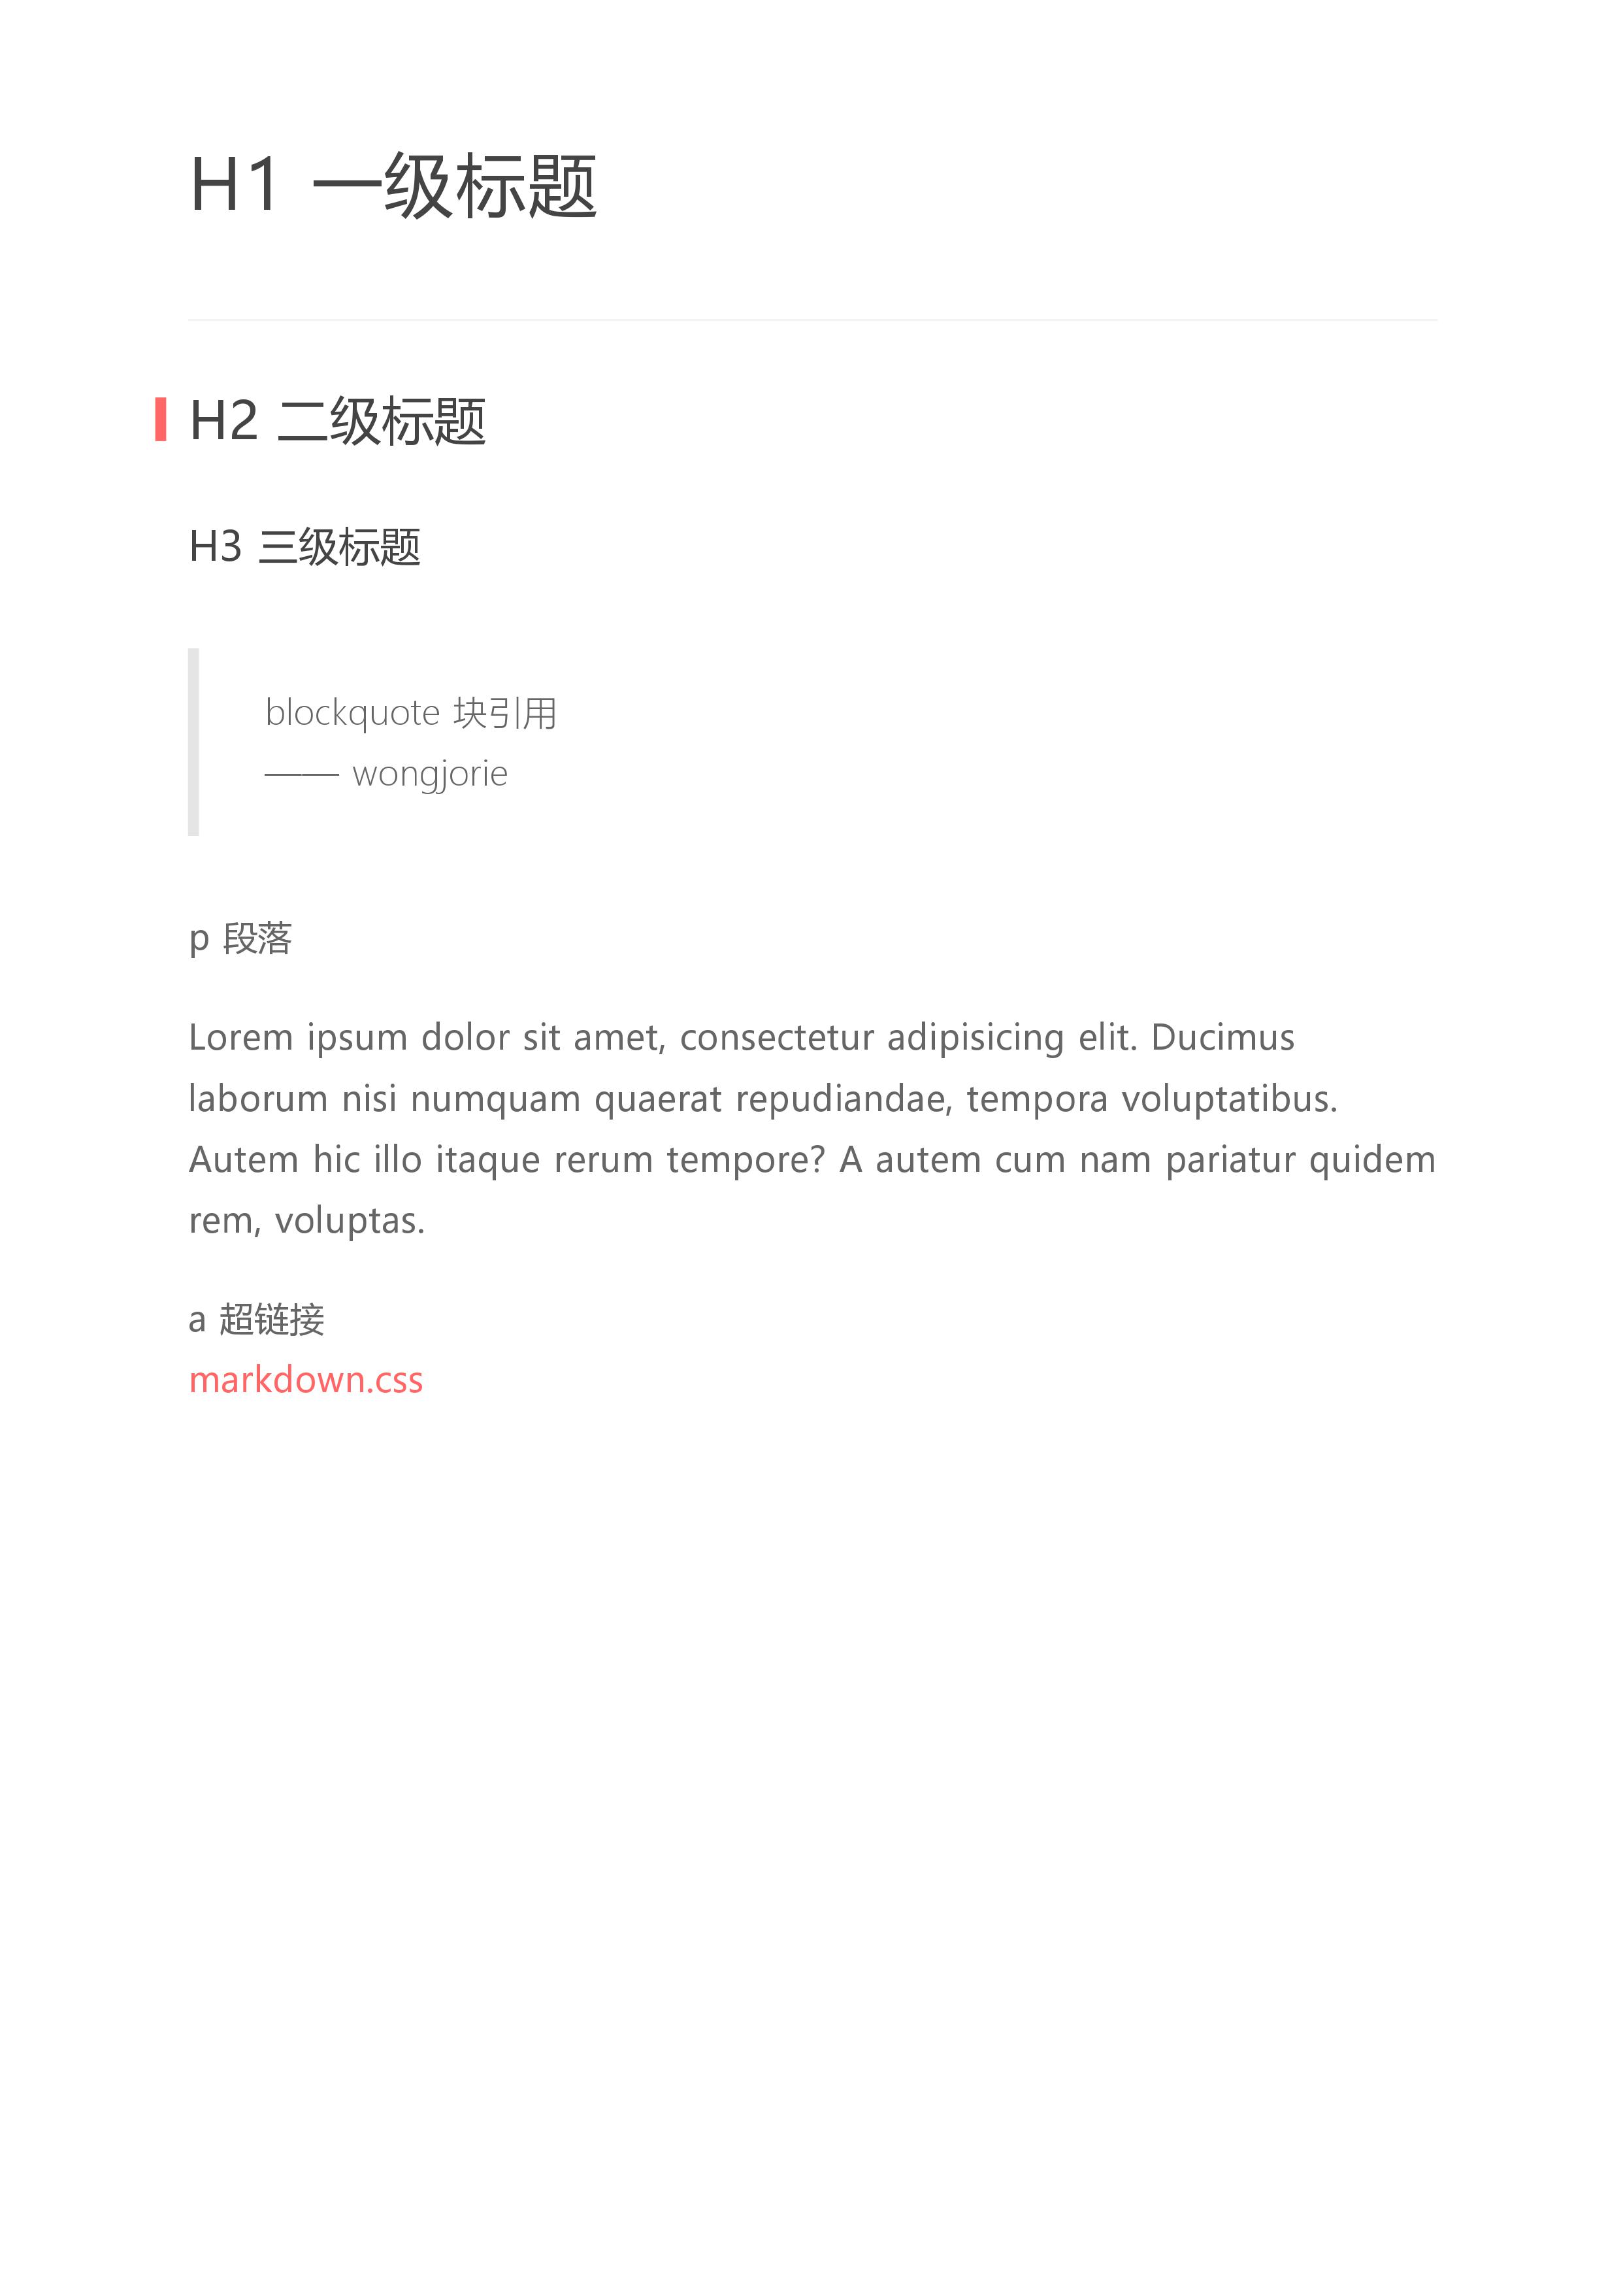 H1 一级标题
H2 二级标题
H3 三级标题
blockquote 块引用
—— wongjorie
p 段落
Lorem ipsum dolor sit amet, consectetur adipisicing elit. Ducimus
laborum nisi numquam quaerat repudiandae, tempora voluptatibus.
Autem hic illo itaque rerum tempore? A autem cum nam pariatur quidem
rem, voluptas.
a 超链接
markdown.css